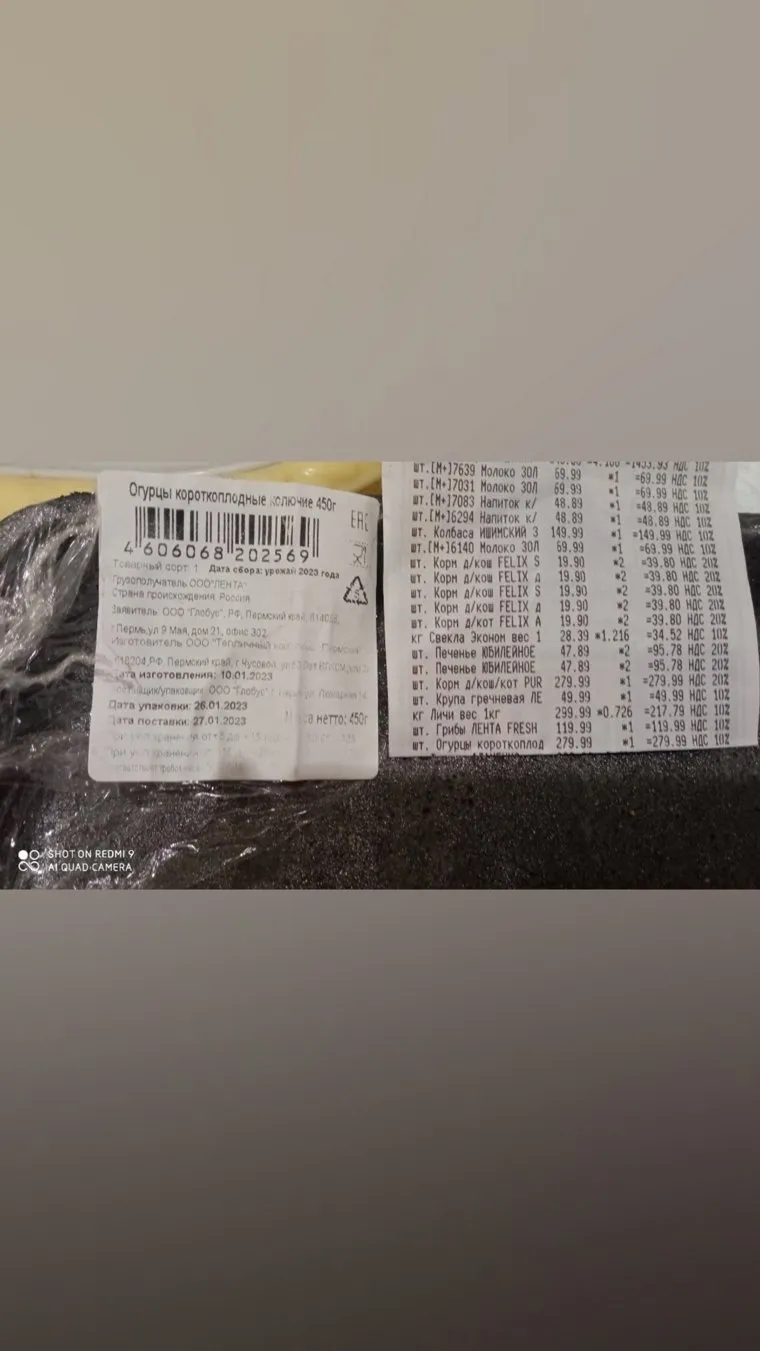 Огурцы короткоплодные колючие 450г
EAC
4 606068 202569
Товарный сорт: 1 Дата сбора: урожай 2023 года
Грузополучатель ООО"ЛЕНТА"
Страна происхождения: Россия
Заявитель: ООО "Глобус", РФ, Пермский край,
г Пермь,ул 9 Мая, дом 21, офис 302
Изготовитель ООО "Тепличный
РФ, Пермский край, г Чусовой,
Дата изготовления: 10.01.2023
ООО "Глобус"
Дата упаковки: 26.01.2023
Дата поставки: 27.01.2023
нетто: 450г
=1453.93 НДС 10%
шт.[М+]7639 Молоко ЗОЛ 69.99 *1 =69.99 НДС 10%
шт.[М+]7031 Молоко ЗОЛ 69.99 *1 =69.99 НДС 10%
шт.[М+]7083 Напиток к/ 48.89 *1 =48.89 НДС 10%
шт.[М+]6294 Напиток к/ 48.89 *1 =48.89 НДС 10%
шт. Колбаса ИШИМСКИЙ З 149.99 *1 =149.99 НДС 10%
шт.[М+]6140 Молоко ЗОЛ 69.99 *1 =69.99 НДС 10%
шт. Корм д/кош FELIX S 19.90 *2 =39.80 НДС 20%
шт. Корм д/кош FELIX д 19.90 *2 =39.80 НДС 20%
шт. Корм д/кош FELIX S 19.90 *2 =39.80 НДС 20%
шт. Корм д/кош FELIX д 19.90 *2 =39.80 НДС 20%
шт. Корм д/кот FELIX A 19.90 *2 =39.80 НДС 20%
кг Свекла Эконом вес 1 28.39 *1.216 =34.52 НДС 10%
шт. Печенье ЮБИЛЕЙНОЕ 47.89 *2 =95.78 НДС 20%
шт. Печенье ЮБИЛЕЙНОЕ 47.89 *2 =95.78 НДС 20%
шт. Корм д/кош/кот PUR 279.99 *1 =279.99 НДС 20%
шт. Крупа гречневая ЛЕ 49.99 *1 =49.99 НДС 10%
кг Личи вес 1кг 299.99 *0.726 =217.79 НДС 10%
шт. Грибы ЛЕНТА FRESH 119.99 *1 =119.99 НДС 10%
шт. Огурцы короткоплод 279.99 *1 =279.99 НДС 10%
SHOT ON REDMI 9
AI QUAD CAMERA